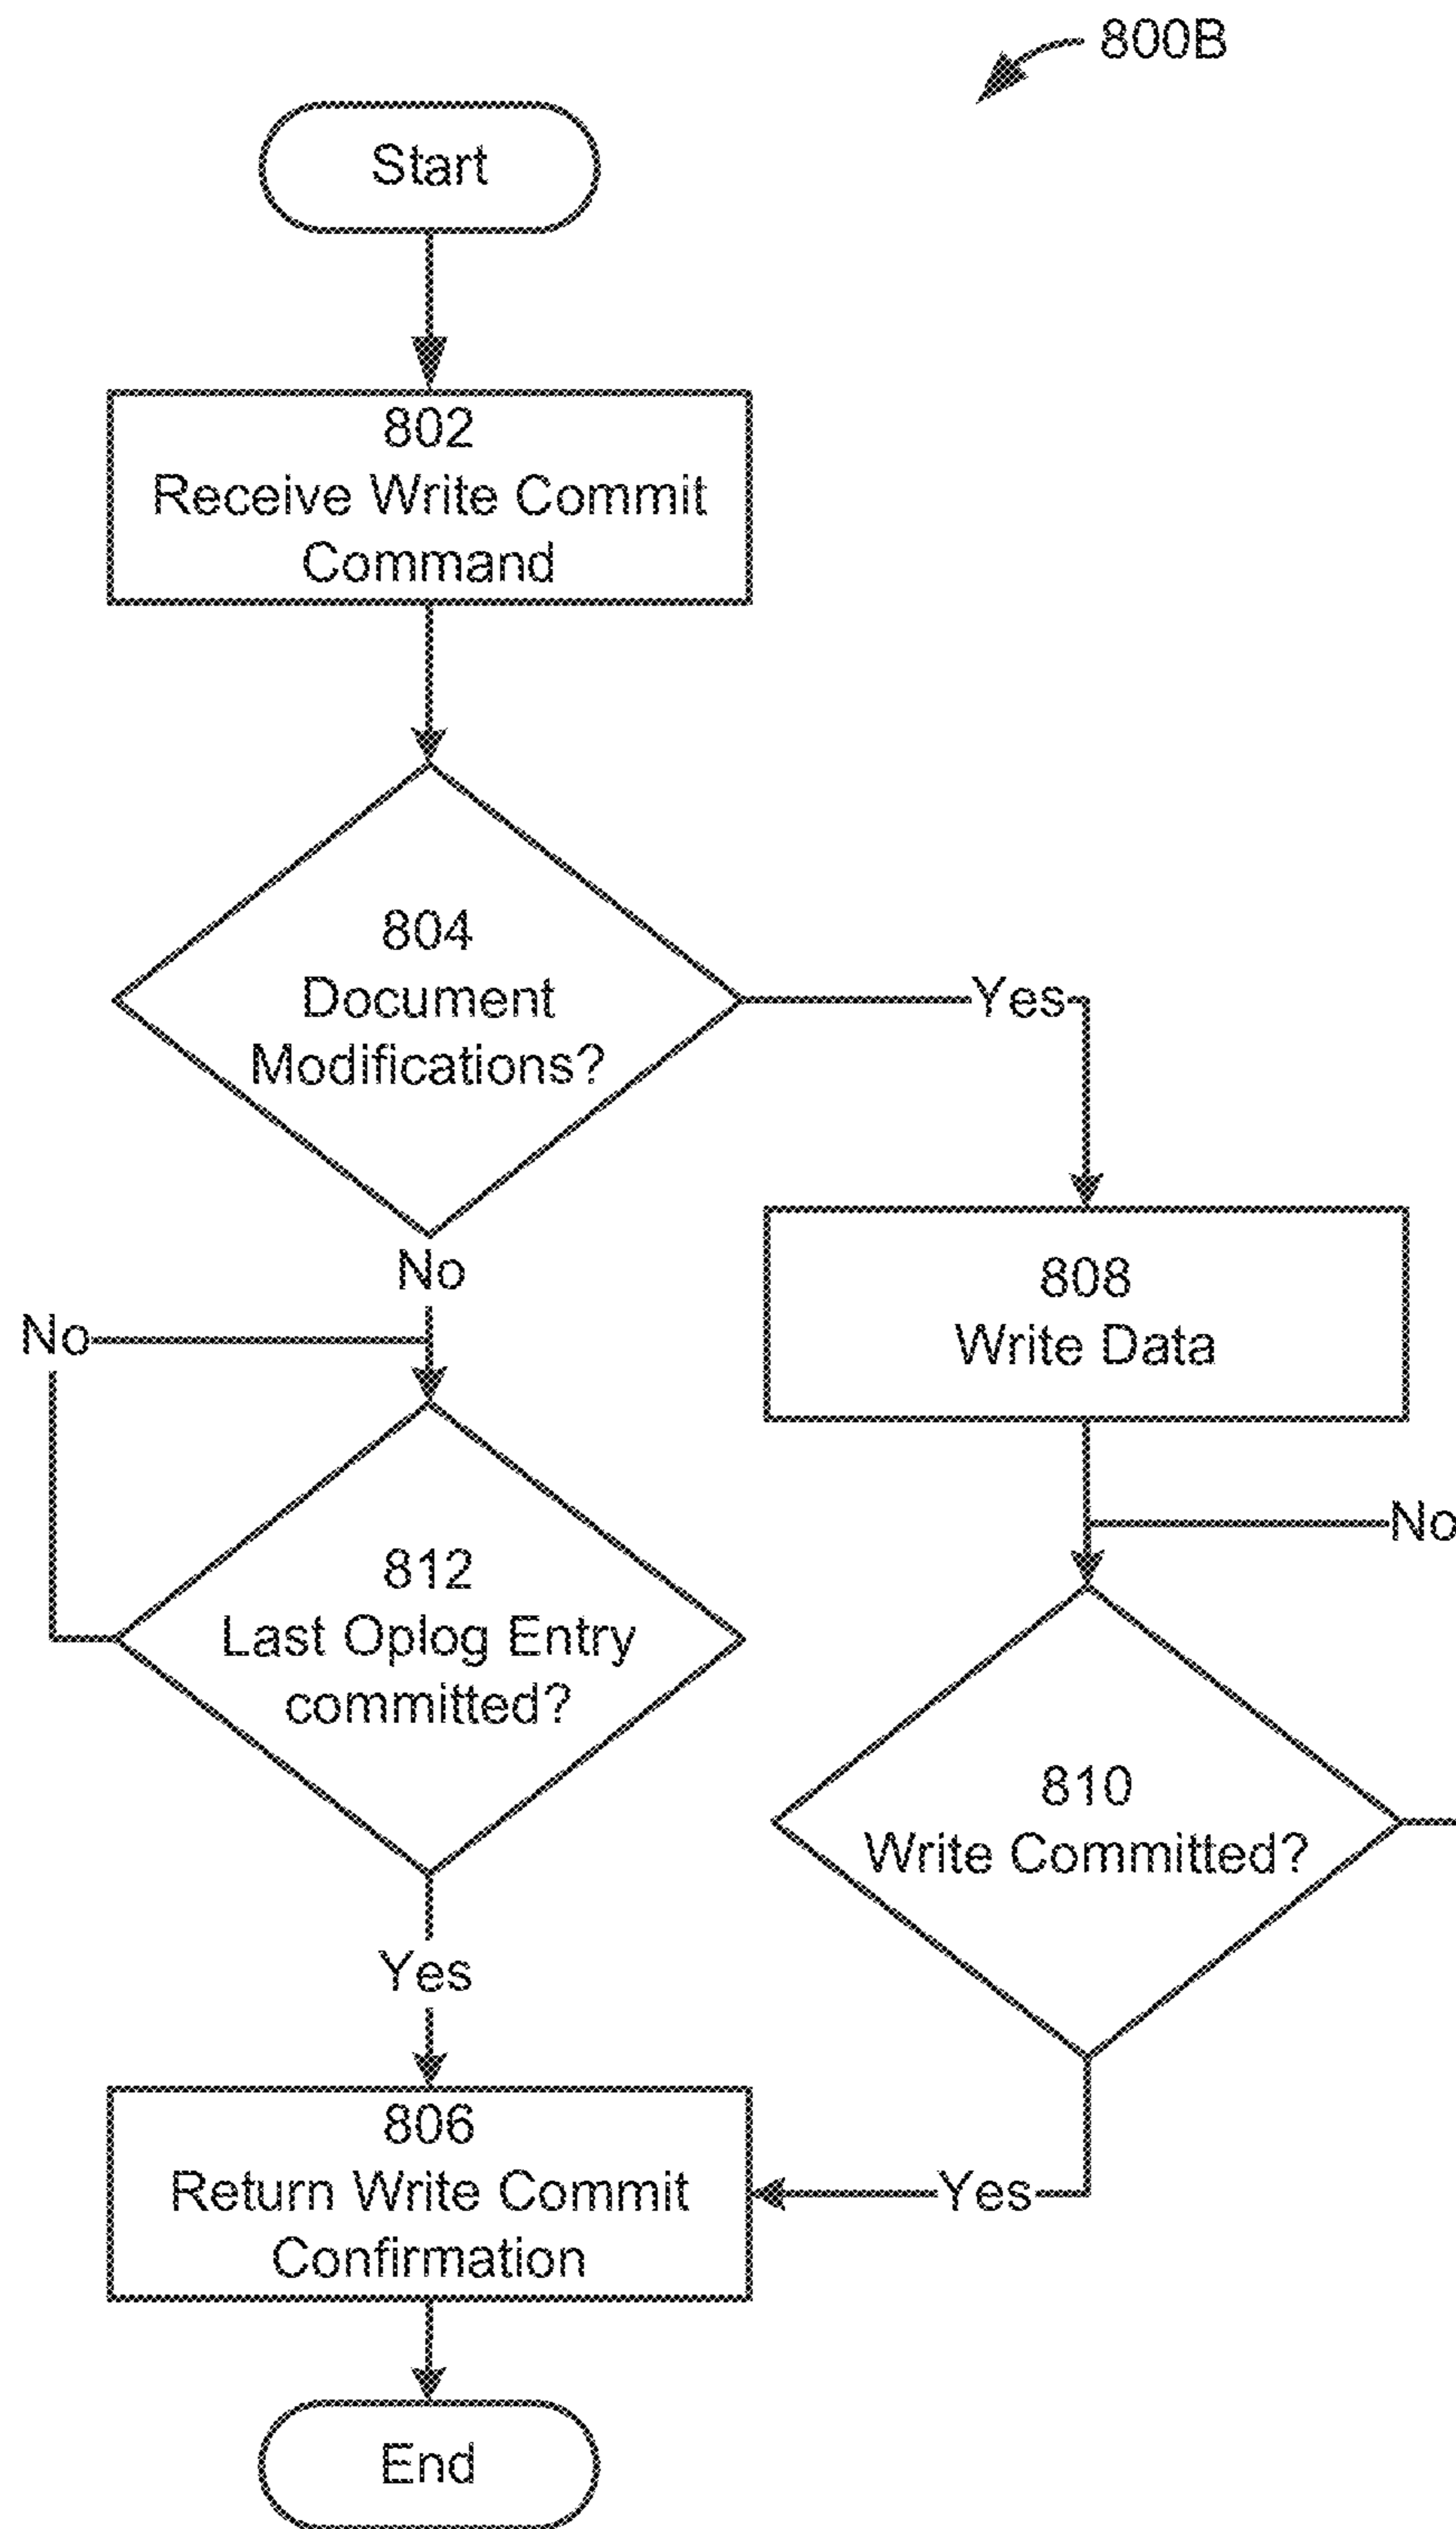 800B
Start
802
Receive Write Commit
Command
804
Document
Modifications?
Yes
No
808
Write Data
No
No
812
Last Oplog Entry
committed?
810
Write Committed?
Yes
806
Return Write Commit
Confirmation
Yes
End